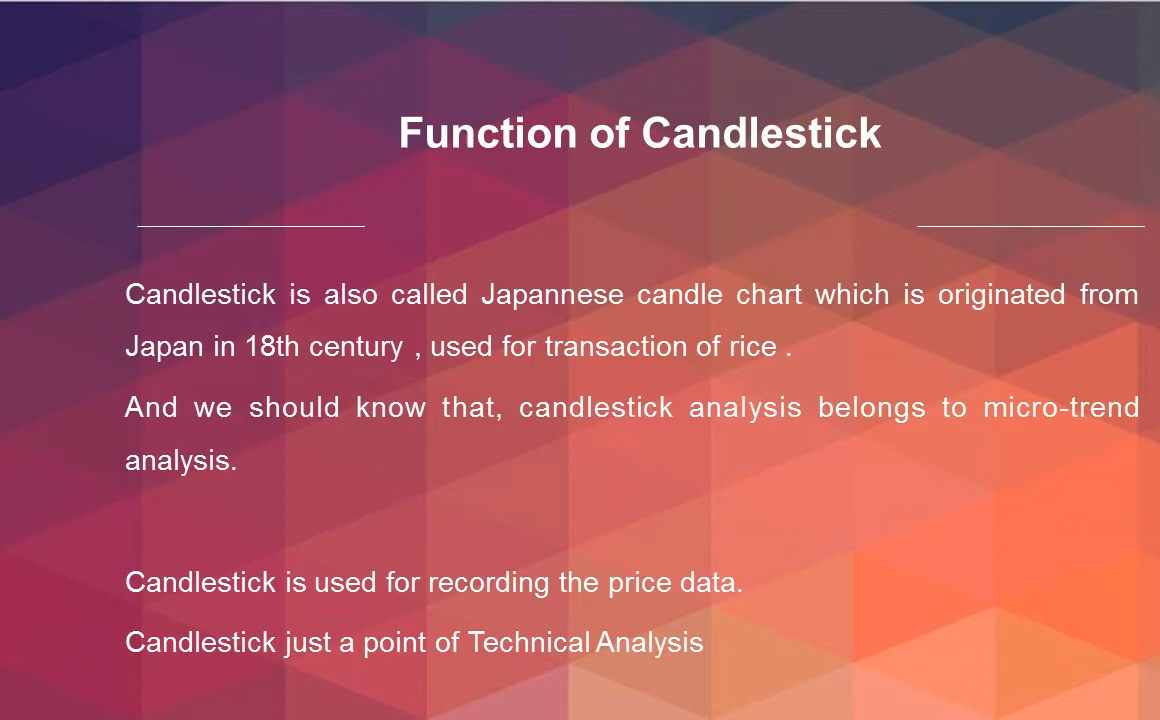 Function of Candlestick
Candlestick is also called Japannese candle chart which is originated from
Japan in 18th century , used for transaction of rice .
And we should know that, candlestick analysis belongs to micro-trend
analysis.
Candlestick is used for recording the price data.
Candlestick just a point of Technical Analysis